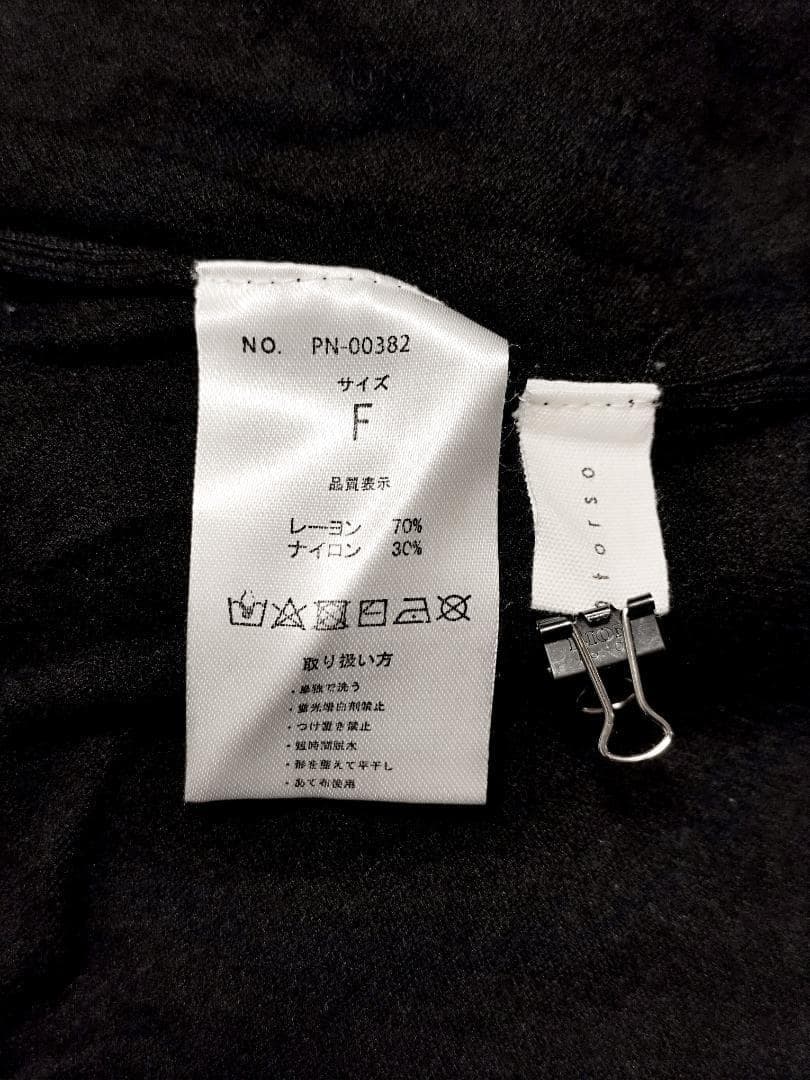 NO. PN-00382
サイズ
F
品質表示
レーヨン 70%
ナイロン 30%
取り扱い方
・単独で洗う
・蛍光増白剤禁止
・つけ置き禁止
・短時間脱水
・形を整えて平干し
・あて布使用
torso